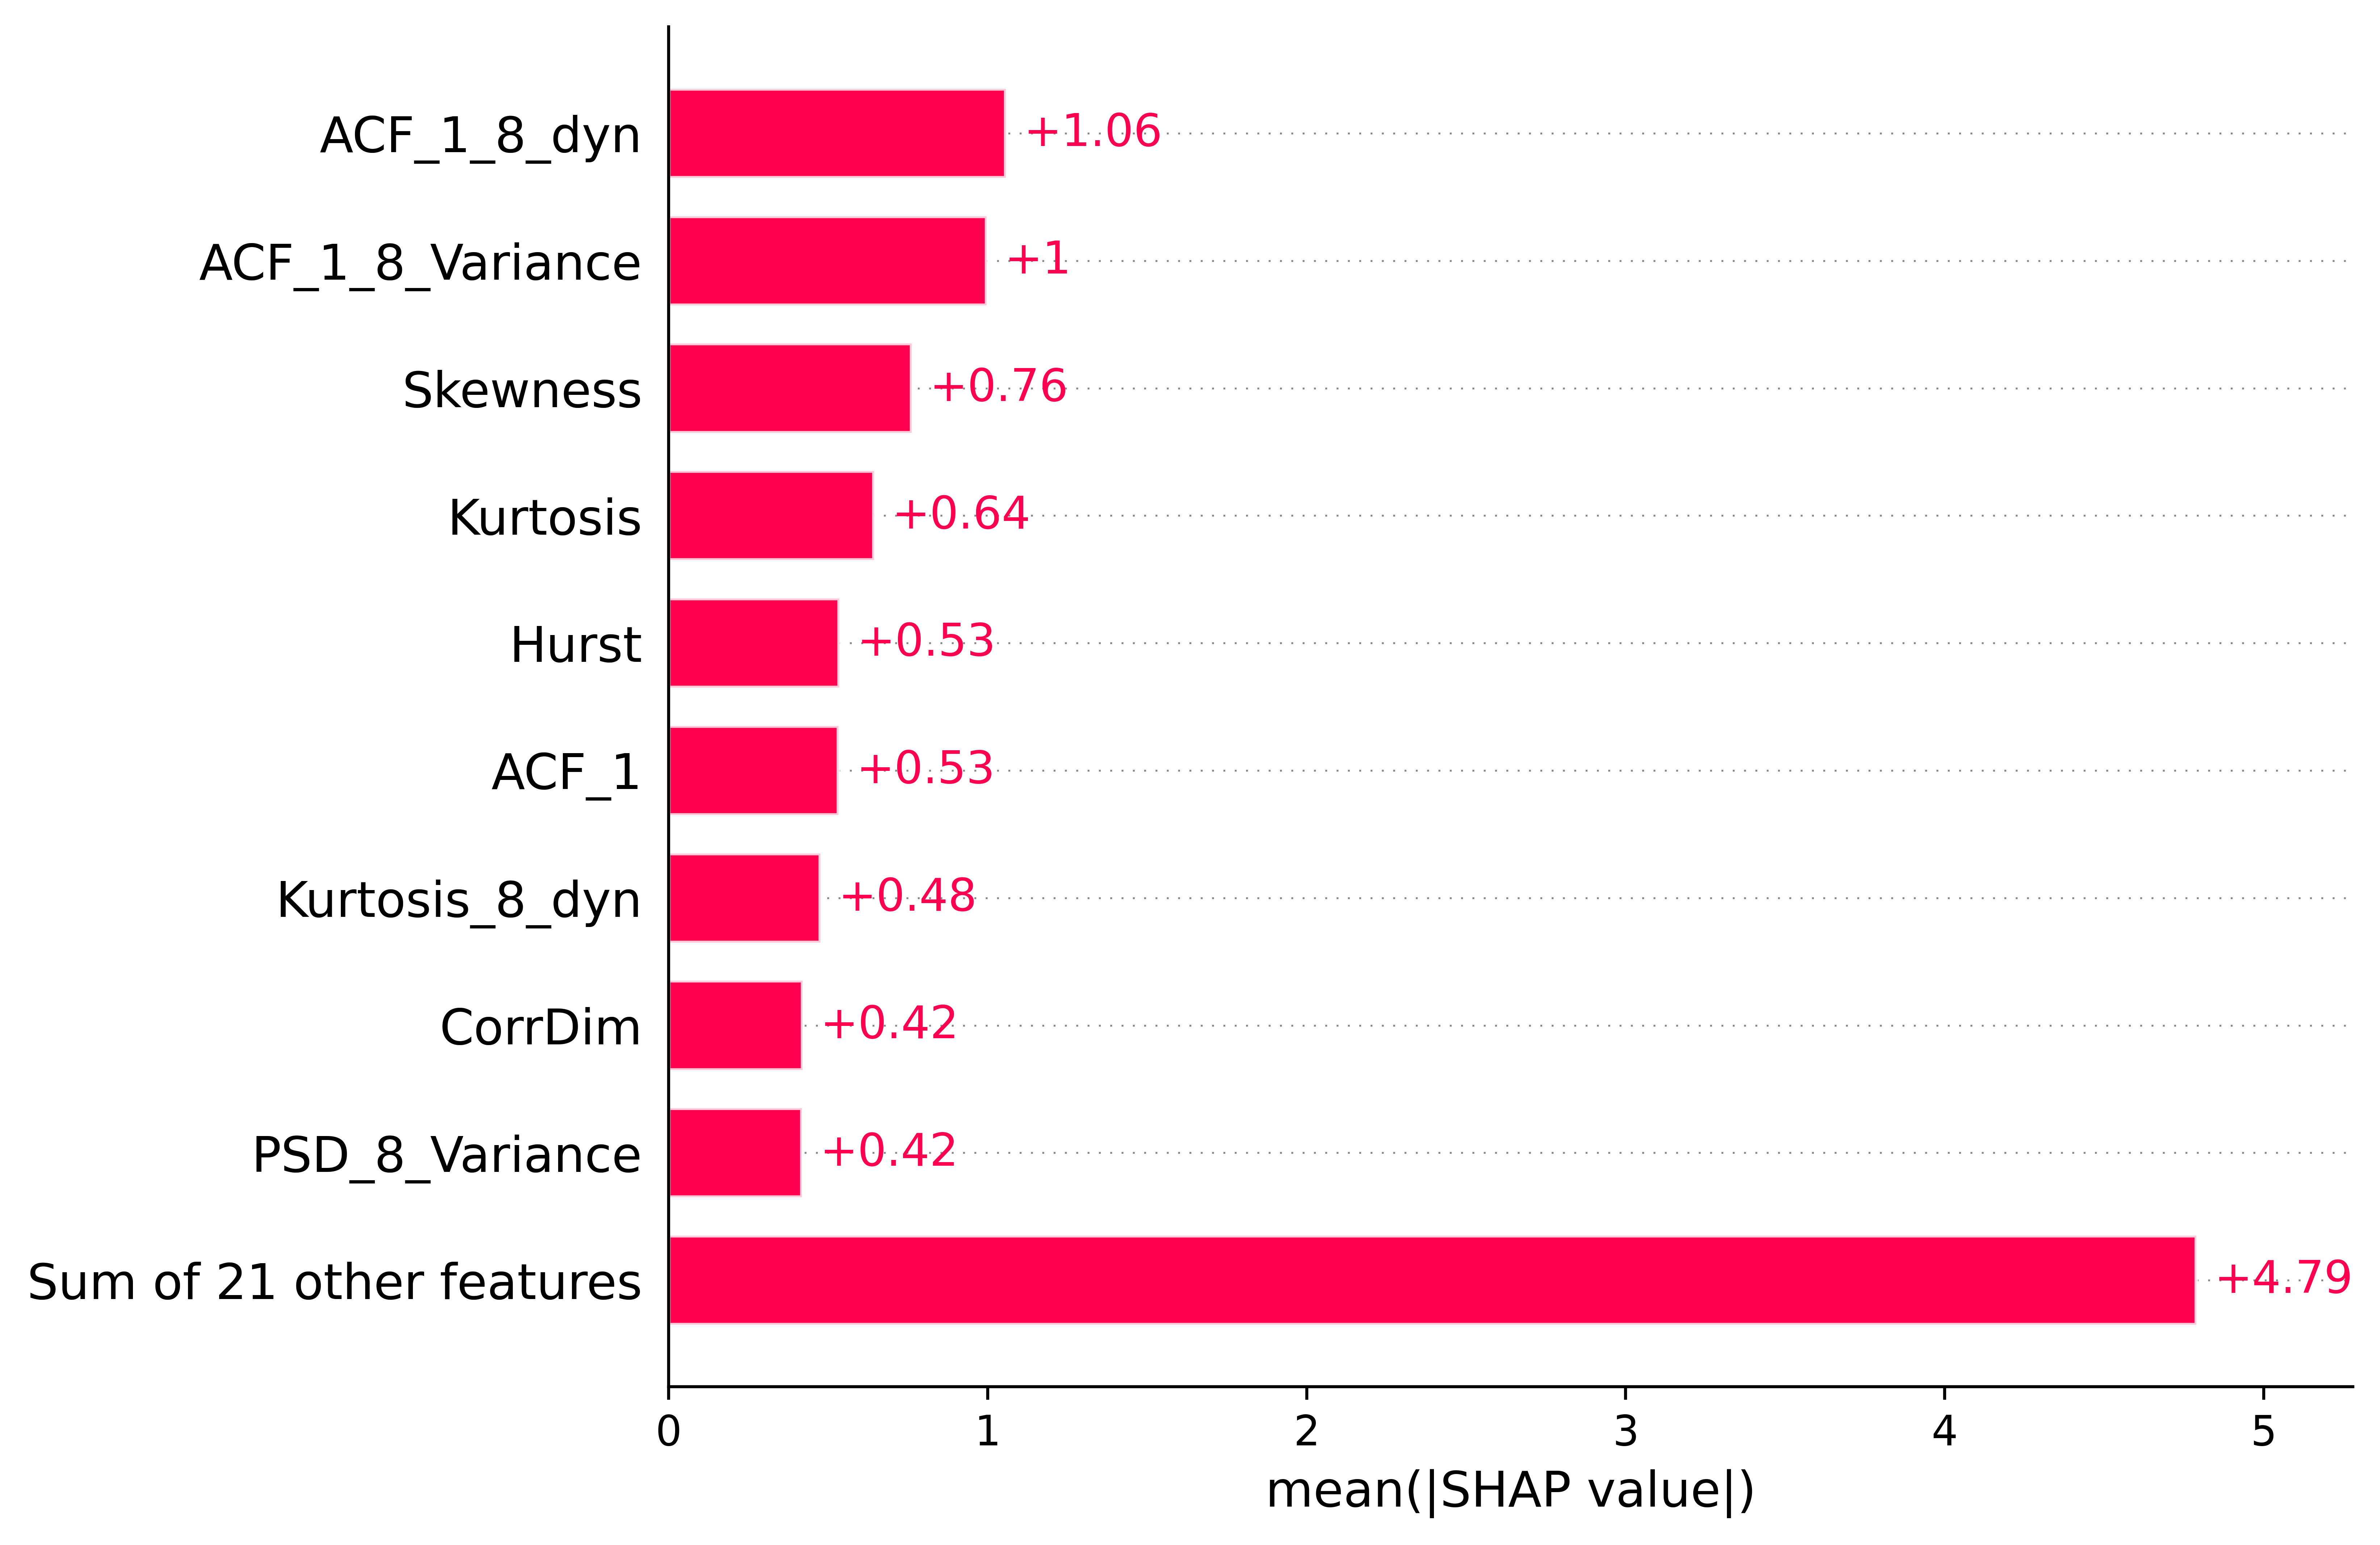 ACF_1_8_dyn +1.06
ACF_1_8_Variance +1
Skewness +0.76
Kurtosis +0.64
Hurst +0.53
ACF_1 +0.53
Kurtosis_8_dyn +0.48
CorrDim +0.42
PSD_8_Variance +0.42
Sum of 21 other features +4.79
0 1 2 3 4 5
mean(|SHAP value|)